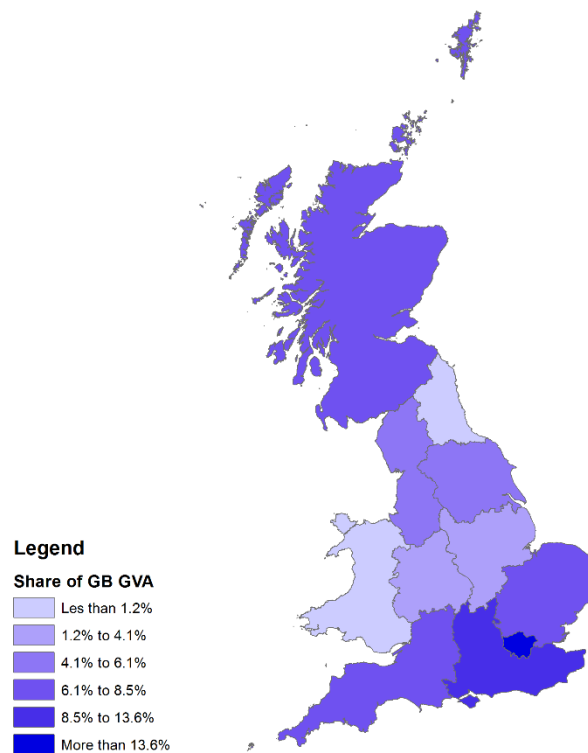 Legend
Share of GB GVA
Les than 1.2%
1.2% to 4.1%
4.1% to 6.1%
6.1% to 8.5%
8.5% to 13.6%
More than 13.6%